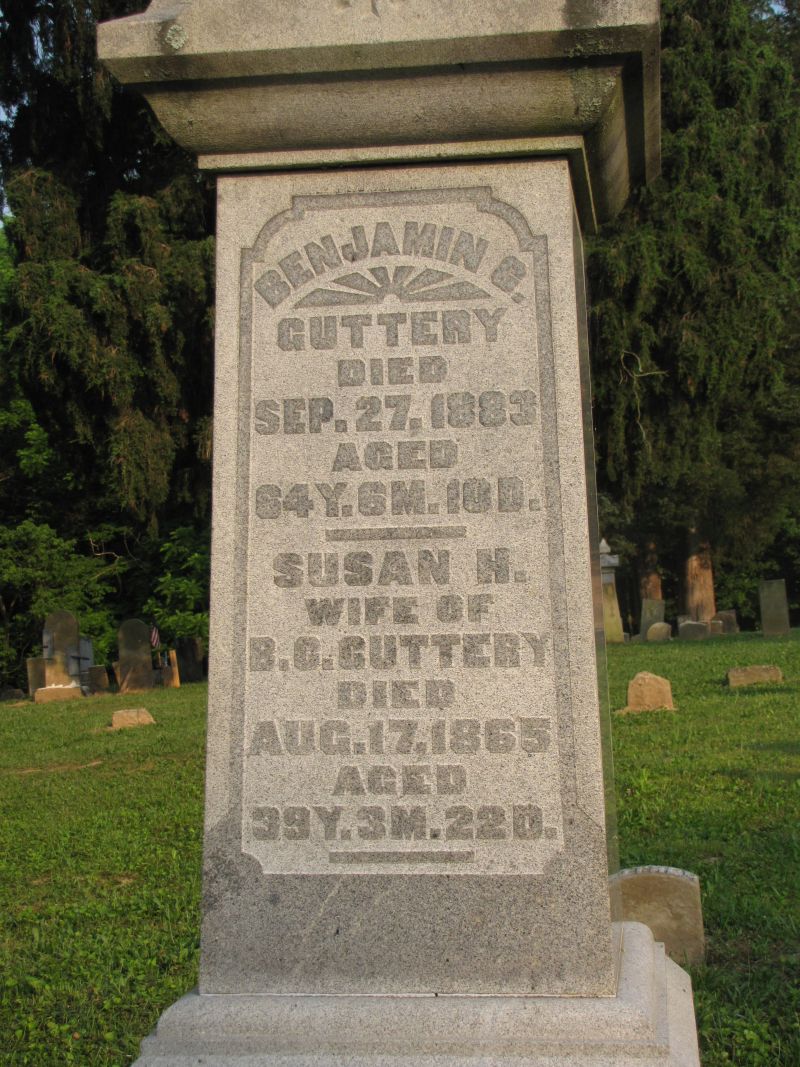 BENJAMIN G.
GUTTERY
DIED
SEP. 27, 1883
AGED
64Y. 6M. 10D.
SUSAN H.
WIFE OF
B.G. GUTTERY
DIED
AUG. 17, 1865
AGED
39Y. 3M. 22D.